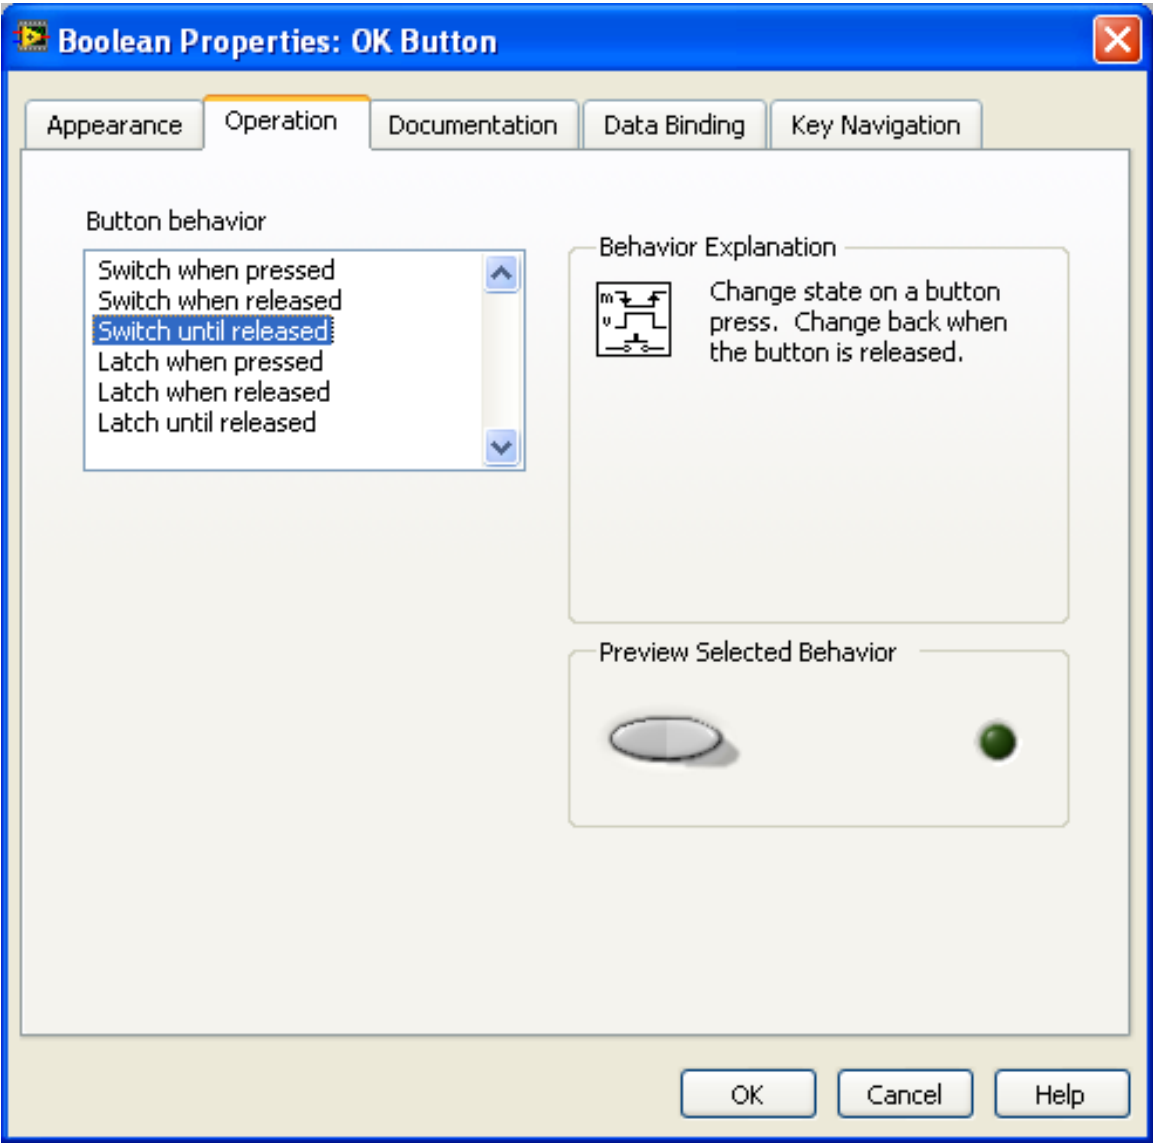 Boolean Properties: OK Button
Appearance
Operation
Documentation
Data Binding
Key Navigation
Button behavior
Switch when pressed
Switch when released
Switch until released
Latch when pressed
Latch when released
Latch until released
Behavior Explanation
m
v
Change state on a button
press.  Change back when
the button is released.
Preview Selected Behavior
OK
Cancel
Help